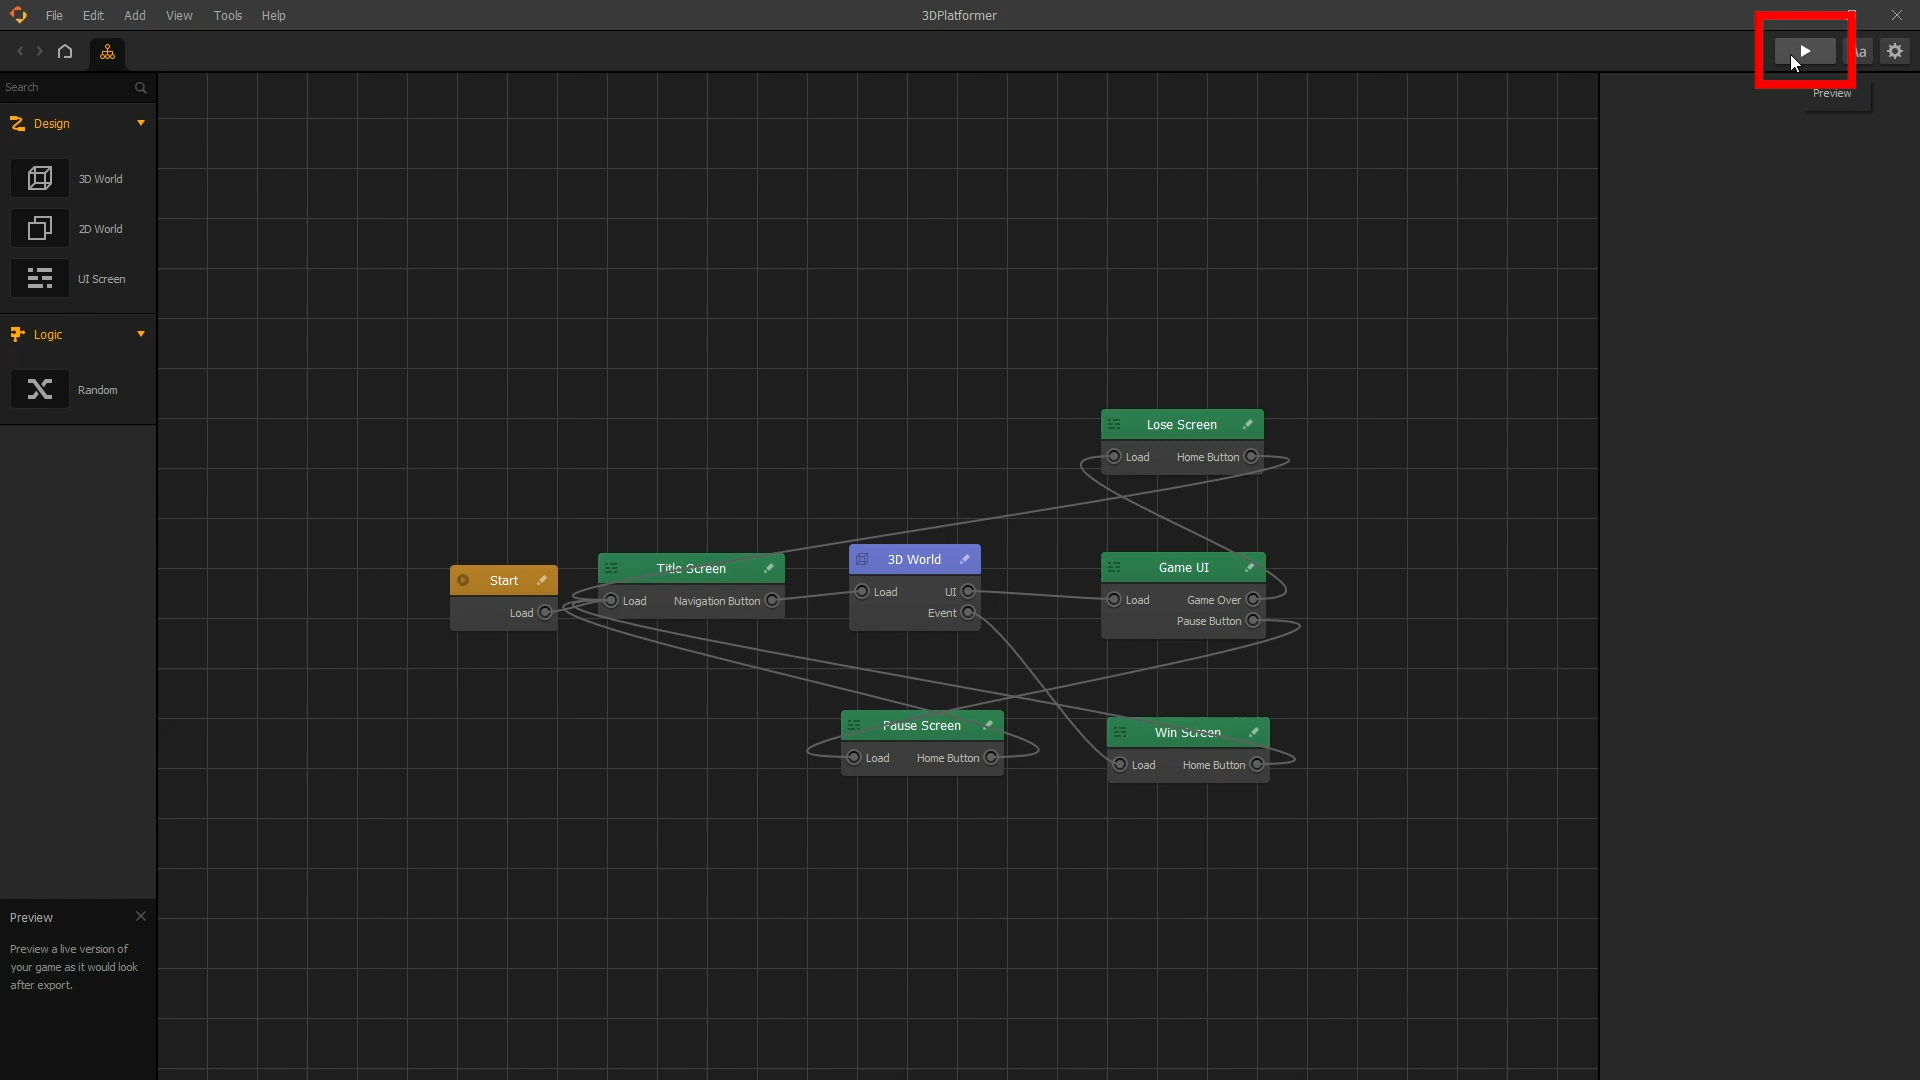 File Edit Add View Tools Help
3DPlatformer
Preview
Search
Design
3D World
2D World
UI Screen
Logic
Random
Lose Screen
Load Home Button
Start
Load
Title Screen
Load Navigation Button
3D World
Load UI
Event
Game UI
Load Game Over
Pause Button
Pause Screen
Load Home Button
Win Screen
Load Home Button
Preview
Preview a live version of
your game as it would look
after export.